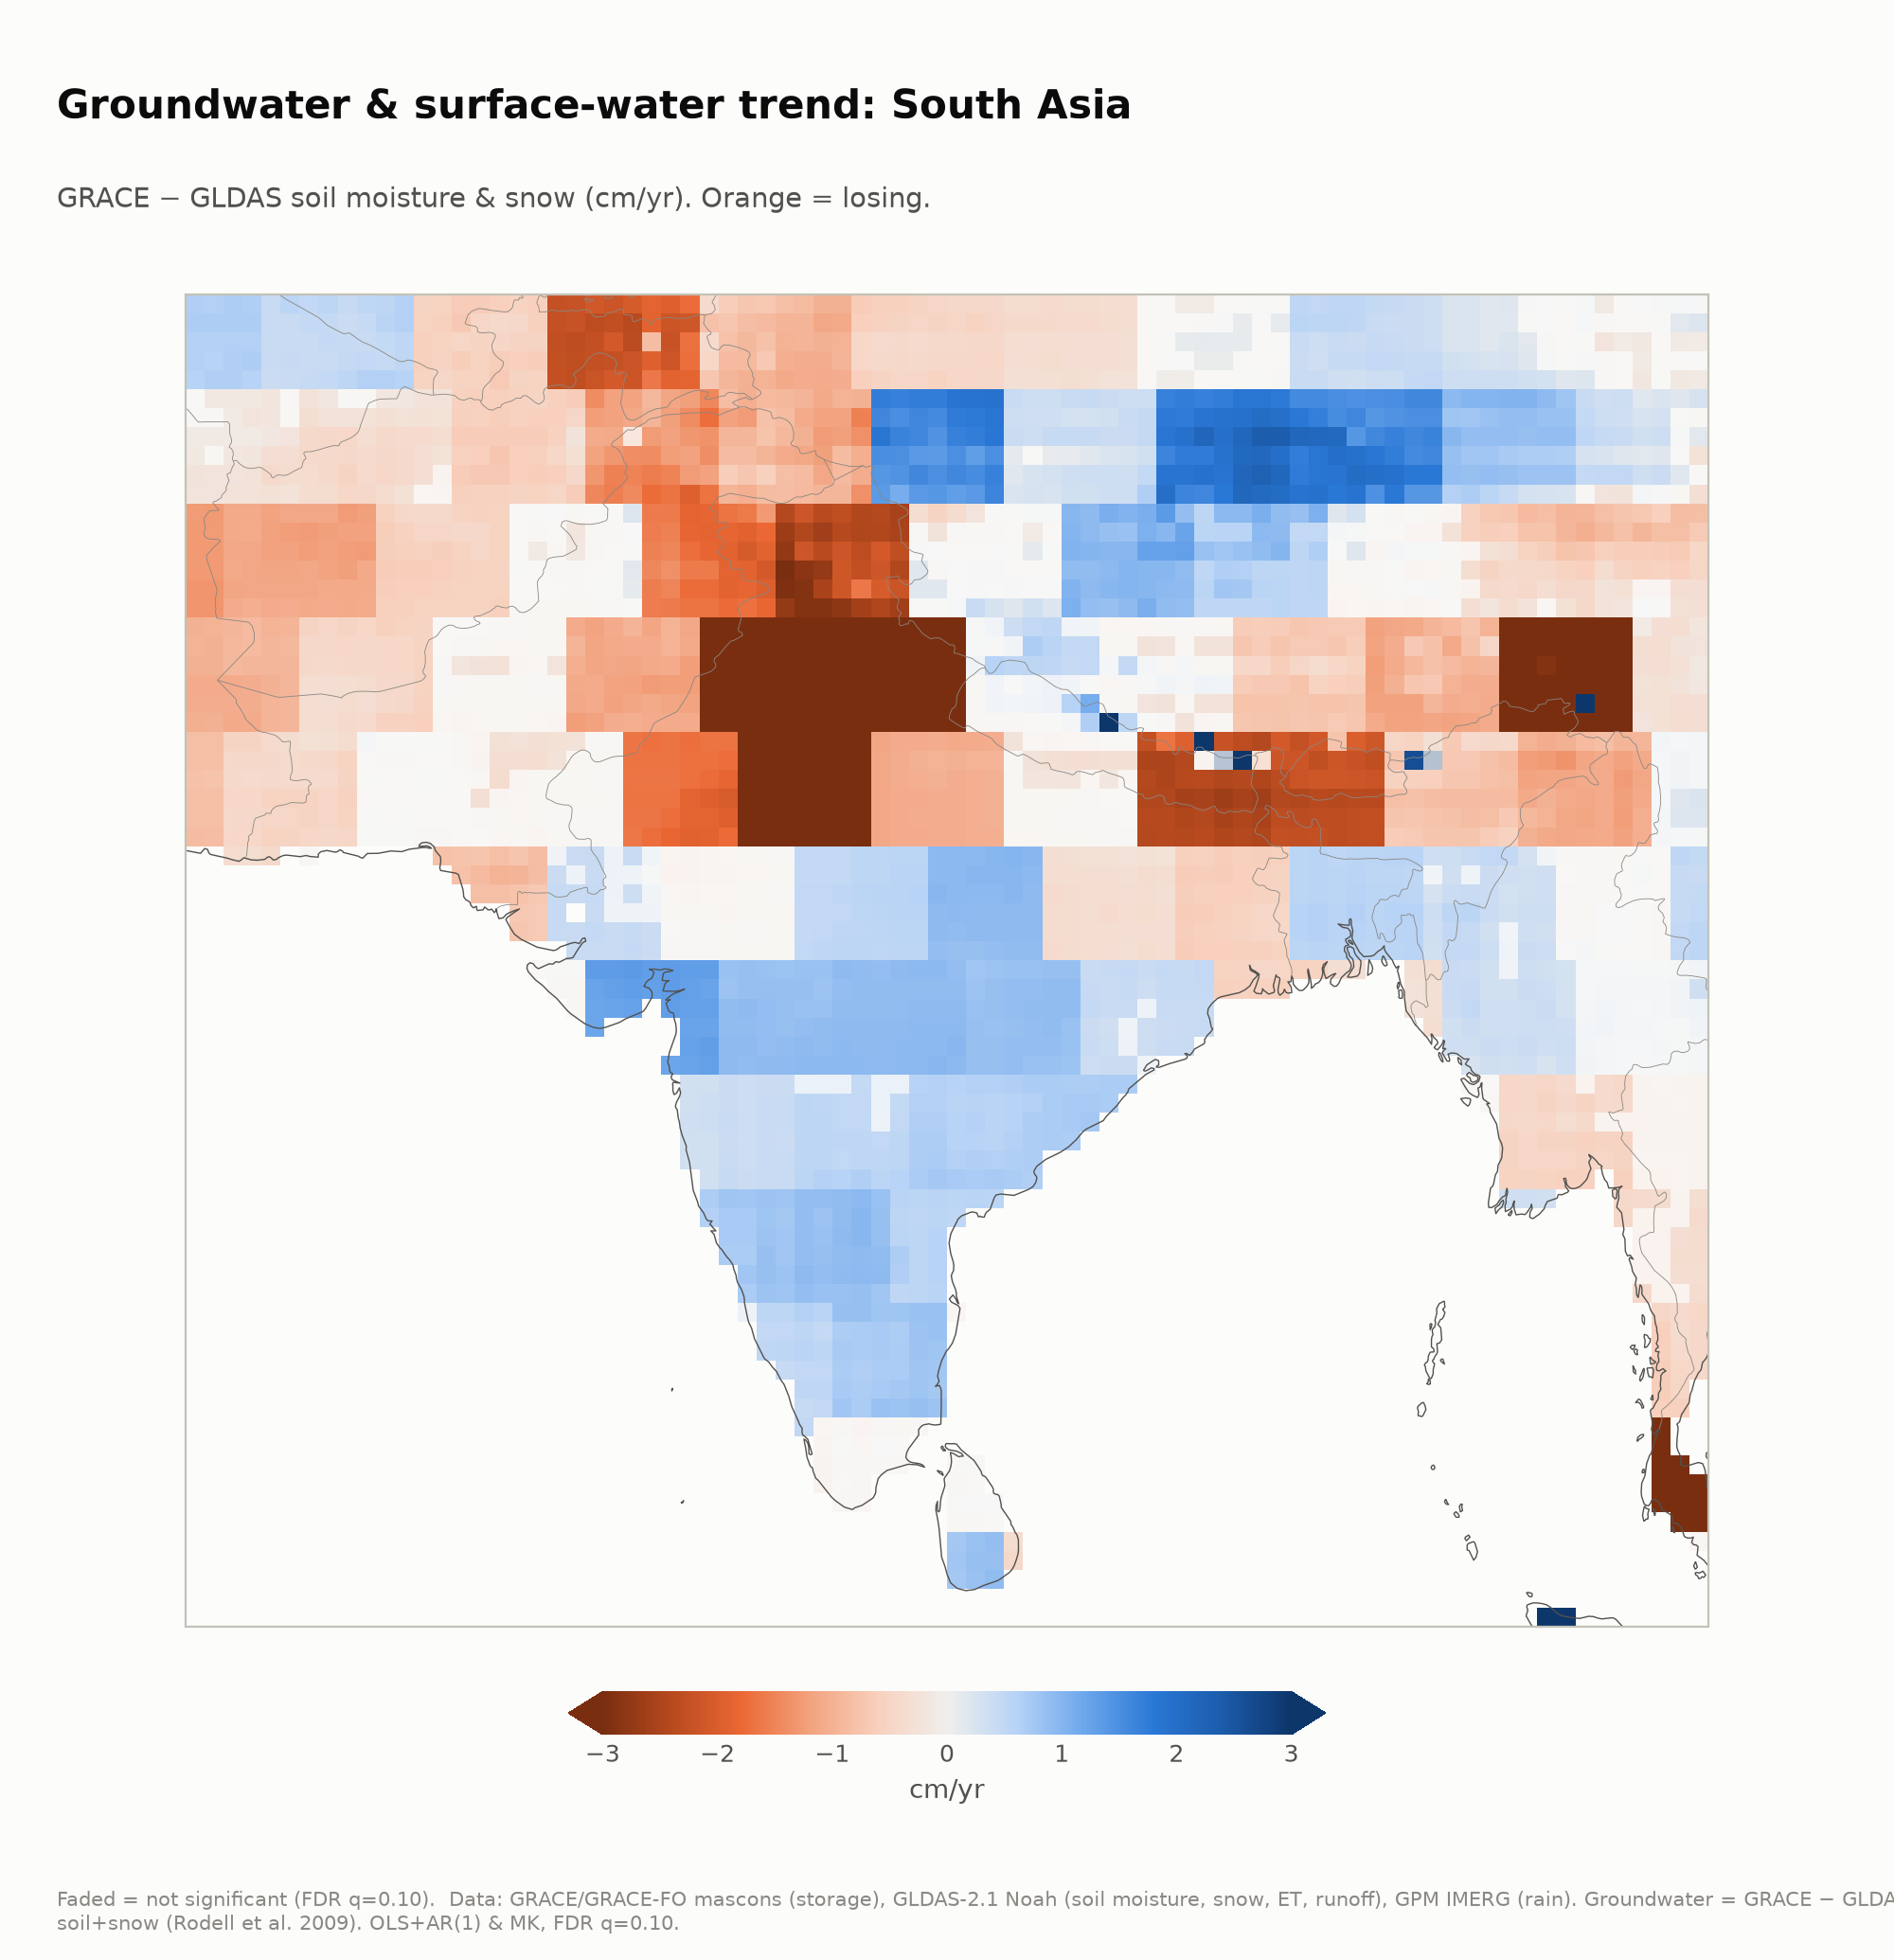 Groundwater & surface-water trend: South Asia
GRACE − GLDAS soil moisture & snow (cm/yr). Orange = losing.
−3 −2 −1 0 1 2 3
cm/yr
Faded = not significant (FDR q=0.10).  Data: GRACE/GRACE-FO mascons (storage), GLDAS-2.1 Noah (soil moisture, snow, ET, runoff), GPM IMERG (rain). Groundwater = GRACE − GLDA
soil+snow (Rodell et al. 2009). OLS+AR(1) & MK, FDR q=0.10.